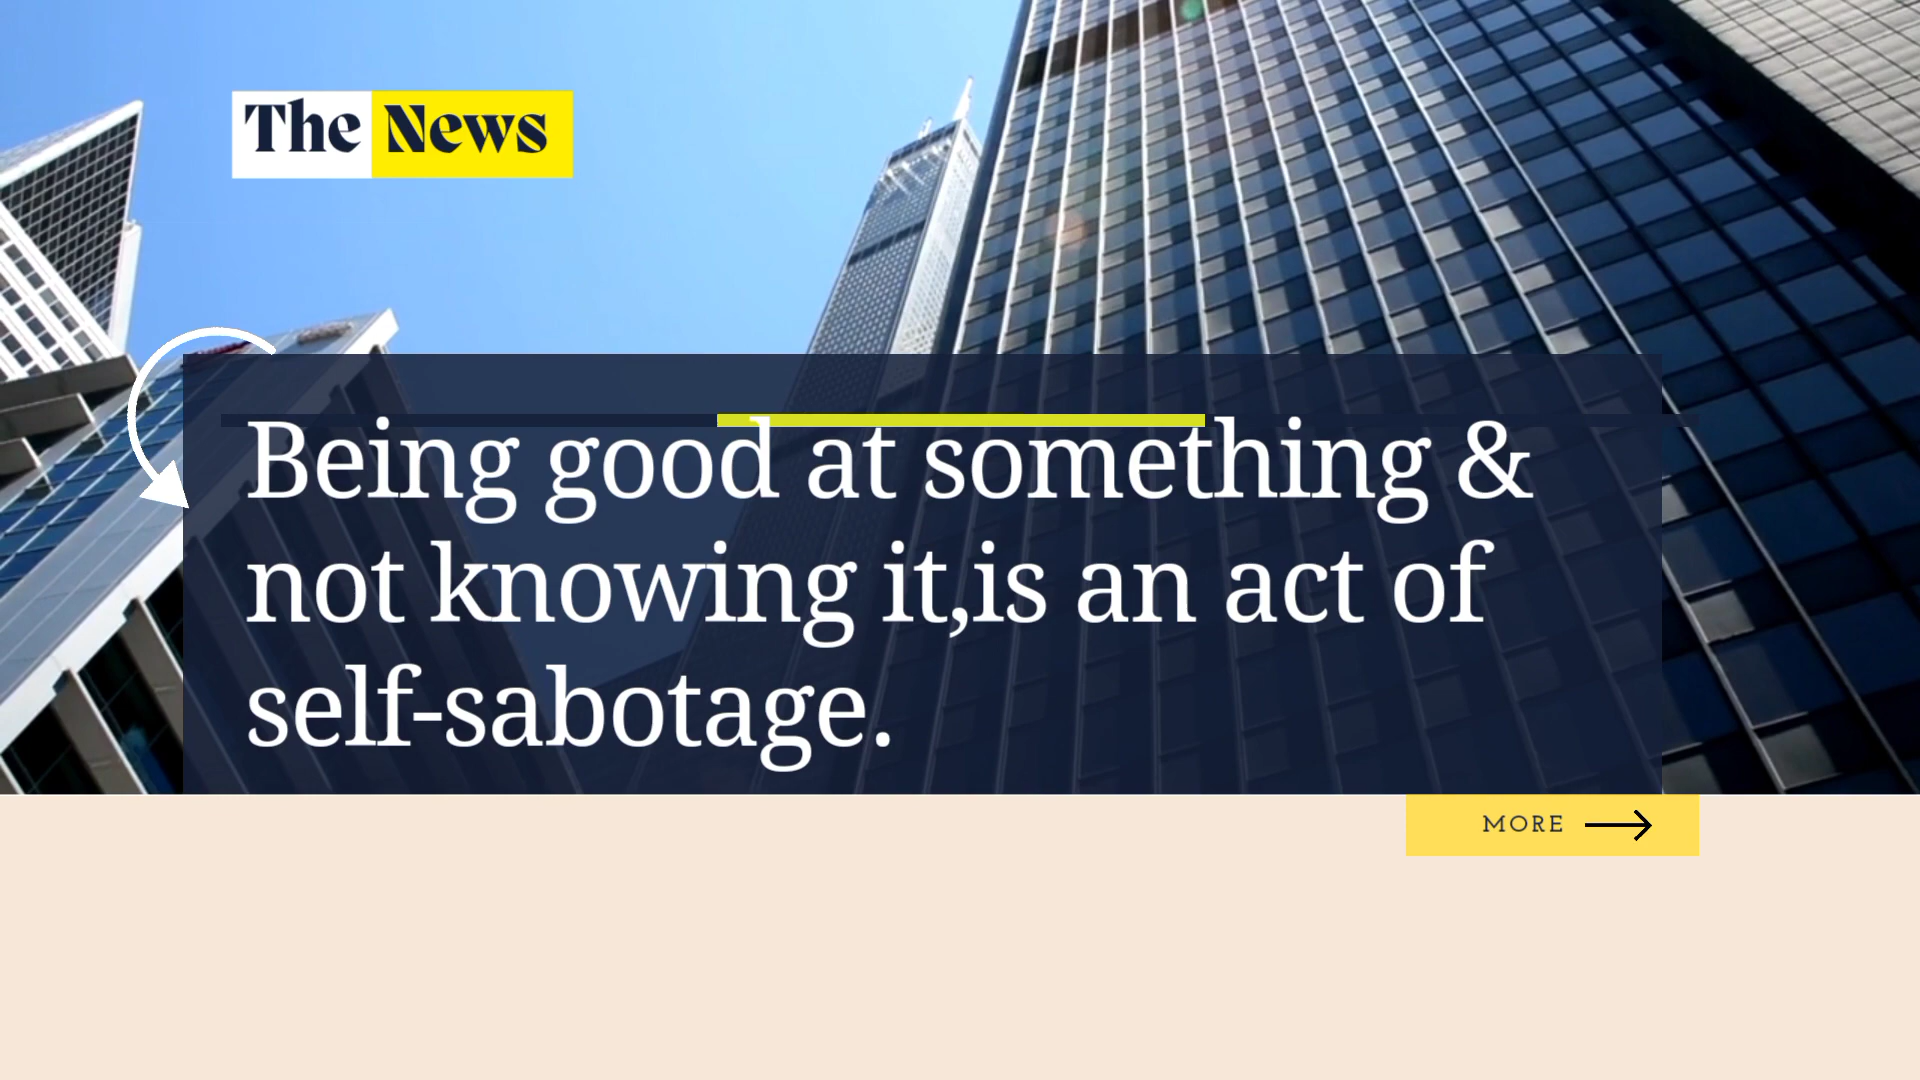 The News
Being good at something &
not knowing it,is an act of
self-sabotage.
MORE